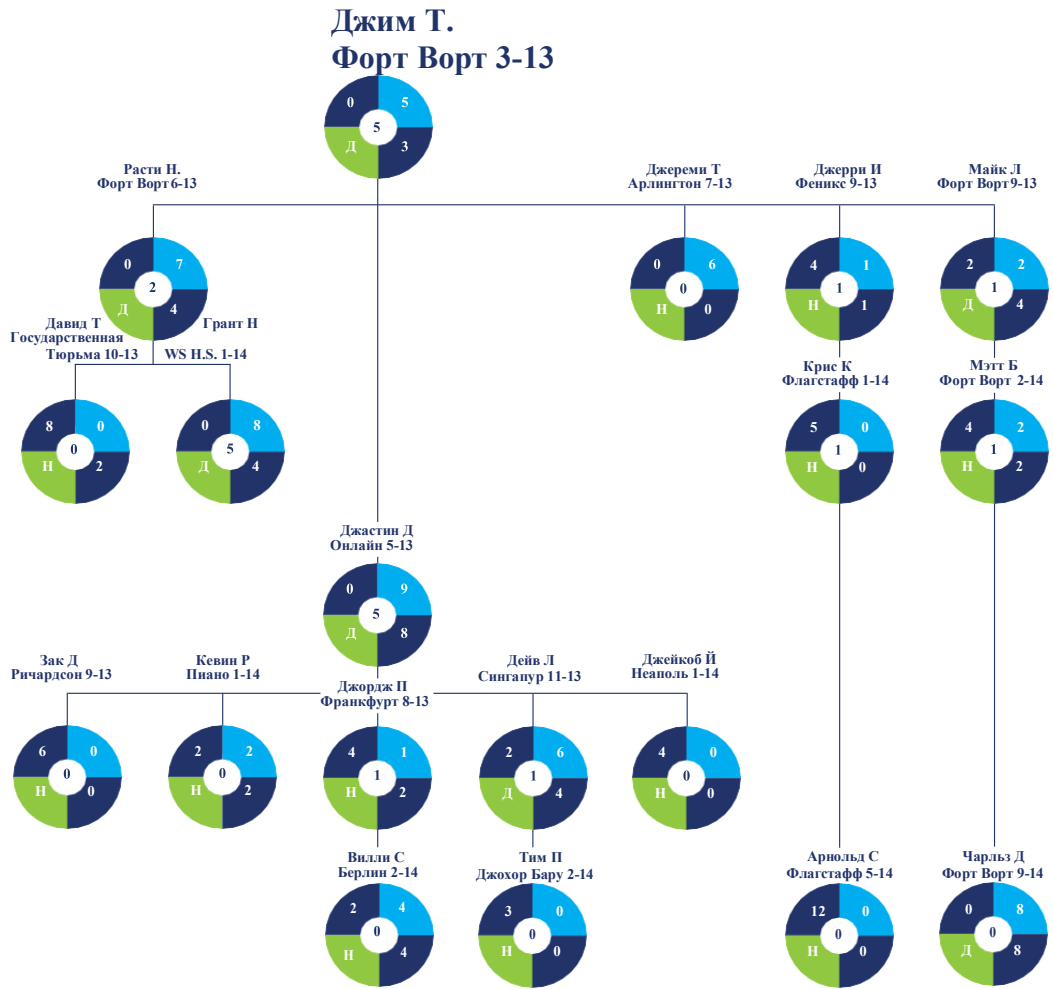 Джим Т.
Форт Ворт 3-13
0 5
5
Д 3
Расти Н.
Форт Ворт 6-13
Джереми Т
Арлингтон 7-13
Джерри И
Феникс 9-13
Майк Л
Форт Ворт 9-13
0 7
2
Д 4
0 6
0
Н 0
4 1
1
Н 1
2 2
1
Д 4
Давид Т
Государственная
Тюрьма 10-13
Грант Н
WS H.S. 1-14
Крис К
Флагстафф 1-14
Мэтт Б
Форт Ворт 2-14
8 0
0
Н 2
0 8
5
Д 4
5 0
1
Н 0
4 2
1
Н 2
Джастин Д
Онлайн 5-13
0 9
5
Д 8
Зак Д
Ричардсон 9-13
Кевин Р
Пиано 1-14
Джордж П
Франкфурт 8-13
Дейв Л
Сингапур 11-13
Джейкоб Й
Неаполь 1-14
6 0
0
Н 0
2 2
0
Н 2
4 1
1
Н 2
2 6
1
Д 4
4 0
0
Н 0
Вилли С
Берлин 2-14
Тим П
Джохор Бару 2-14
Арнольд С
Флагстафф 5-14
Чарльз Д
Форт Ворт 9-14
2 4
0
Н 4
3 0
0
Н 0
12 0
0
Н 0
0 8
0
Д 8